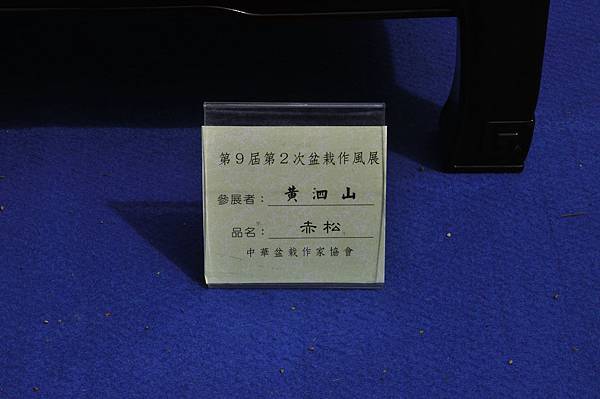 第9屆第2次盆栽作風展
參展者：黃泗山
品名：赤松
中華盆栽作家協會